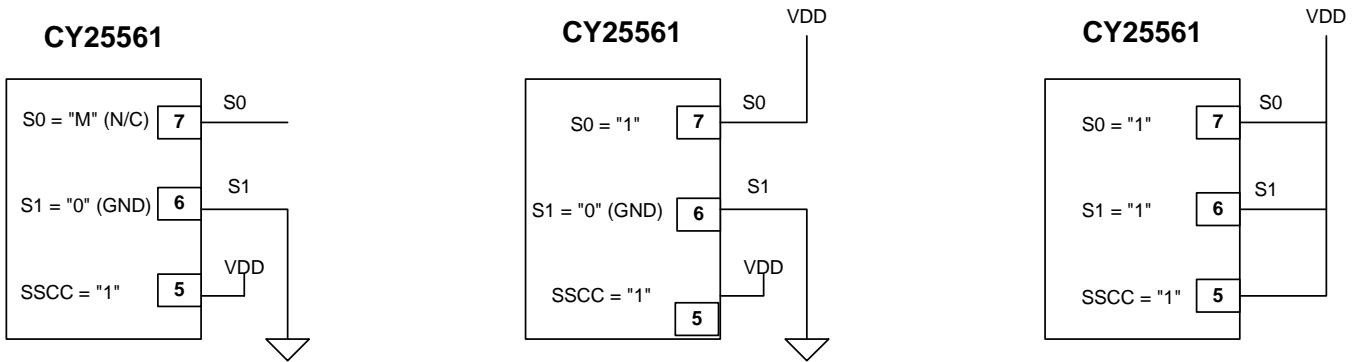 CY25561
S0 = "M" (N/C)
7
S0
S1 = "0" (GND)
6
S1
SSCC = "1"
5
VDD
CY25561
VDD
S0 = "1"
7
S0
S1 = "0" (GND)
6
S1
SSCC = "1"
5
VDD
CY25561
VDD
S0 = "1"
7
S0
S1 = "1"
6
S1
SSCC = "1"
5